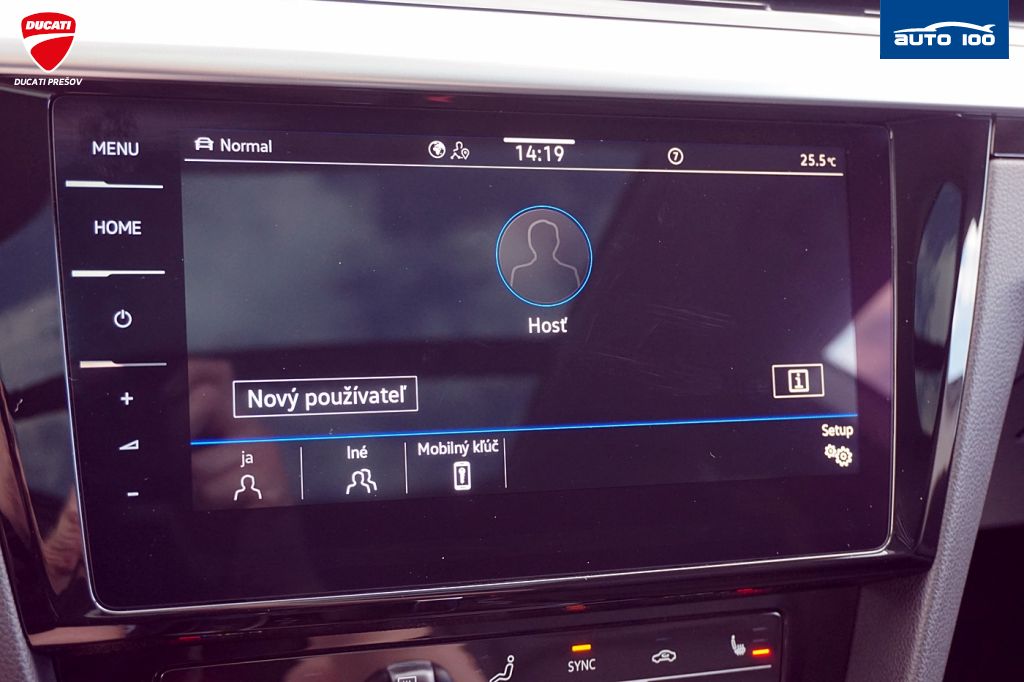 DUCATI
DUCATI PREŠOV
AUTO 100
MENU
HOME
+
-
Normal
14:19
7
25.5°C
Hosť
Nový používateľ
i
ja
Iné
Mobilný kľúč
Setup
SYNC